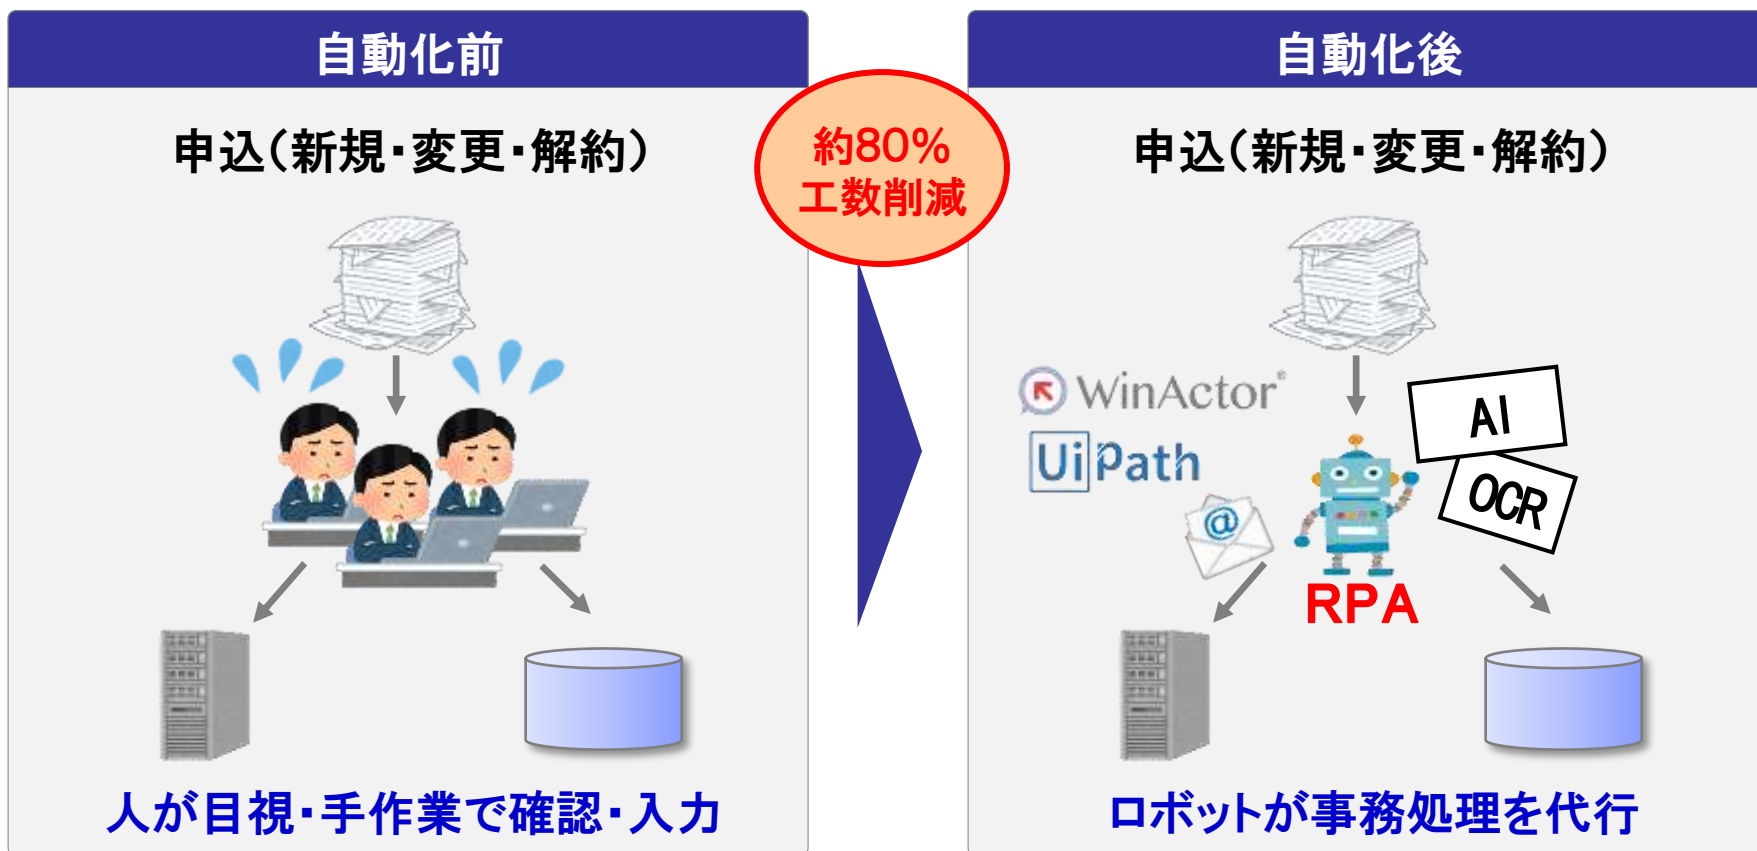 自動化前
申込(新規・変更・解約)
人が目視・手作業で確認・入力
約80%
工数削減
自動化後
申込(新規・変更・解約)
WinActor®
UiPath
AI
OCR
@
RPA
ロボットが事務処理を代行